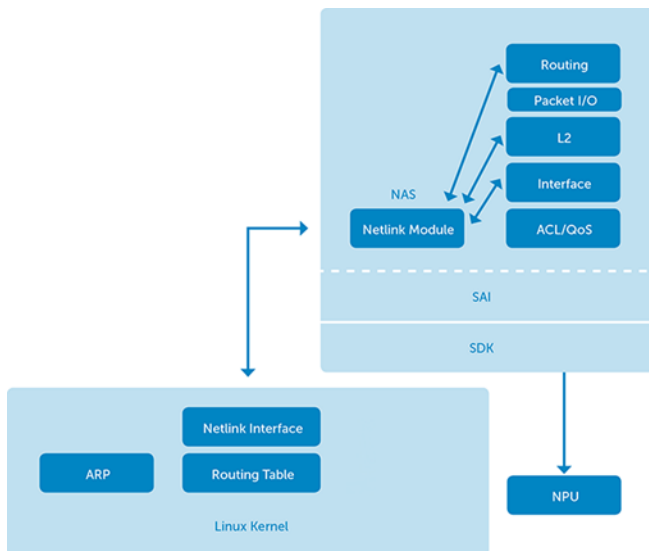 Routing
Packet I/O
L2
NAS
Interface
Netlink Module
ACL/QoS
SAI
SDK
Netlink Interface
ARP
Routing Table
NPU
Linux Kernel